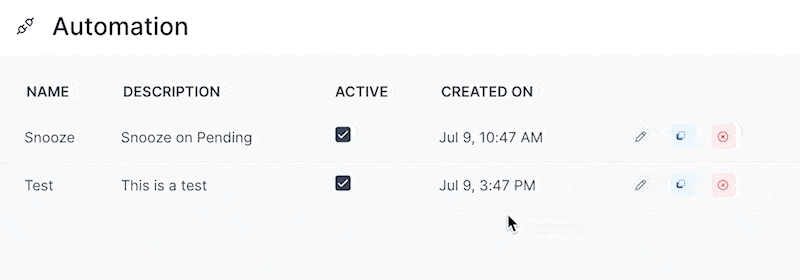 Automation
NAME DESCRIPTION ACTIVE CREATED ON
Snooze Snooze on Pending Jul 9, 10:47 AM
Test This is a test Jul 9, 3:47 PM